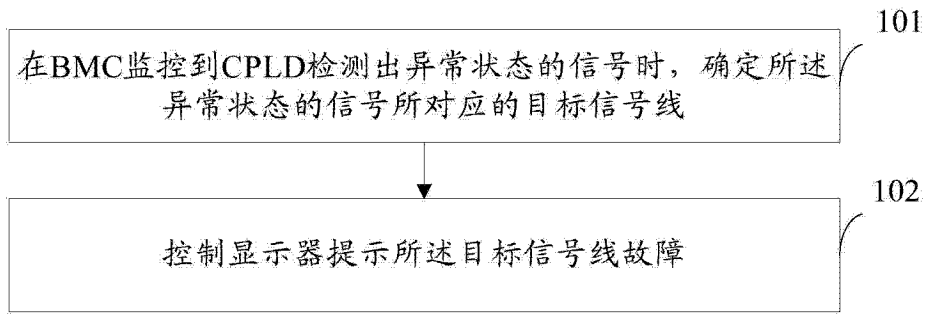 101
在BMC监控到CPLD检测出异常状态的信号时，确定所述
异常状态的信号所对应的目标信号线
102
控制显示器提示所述目标信号线故障